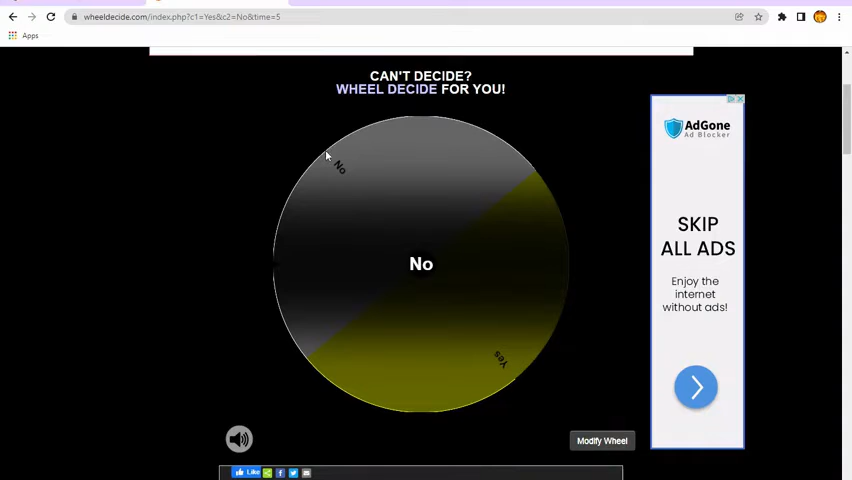 wheeldecide.com/index.php?c1=Yes&c2=No&time=5
Apps
CAN'T DECIDE?
WHEEL DECIDE FOR YOU!
No
No
Yes
Modify Wheel
Like
AdGone
Ad Blocker
SKIP
ALL ADS
Enjoy the
internet
without ads!